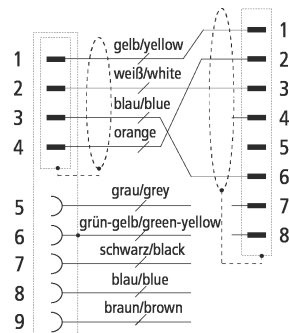 gelb/yellow
1
1
weiß/white
2
2
blau/blue
3
3
orange
4
4
5
6
grau/grey
5
7
grün-gelb/green-yellow
6
8
schwarz/black
7
blau/blue
8
braun/brown
9